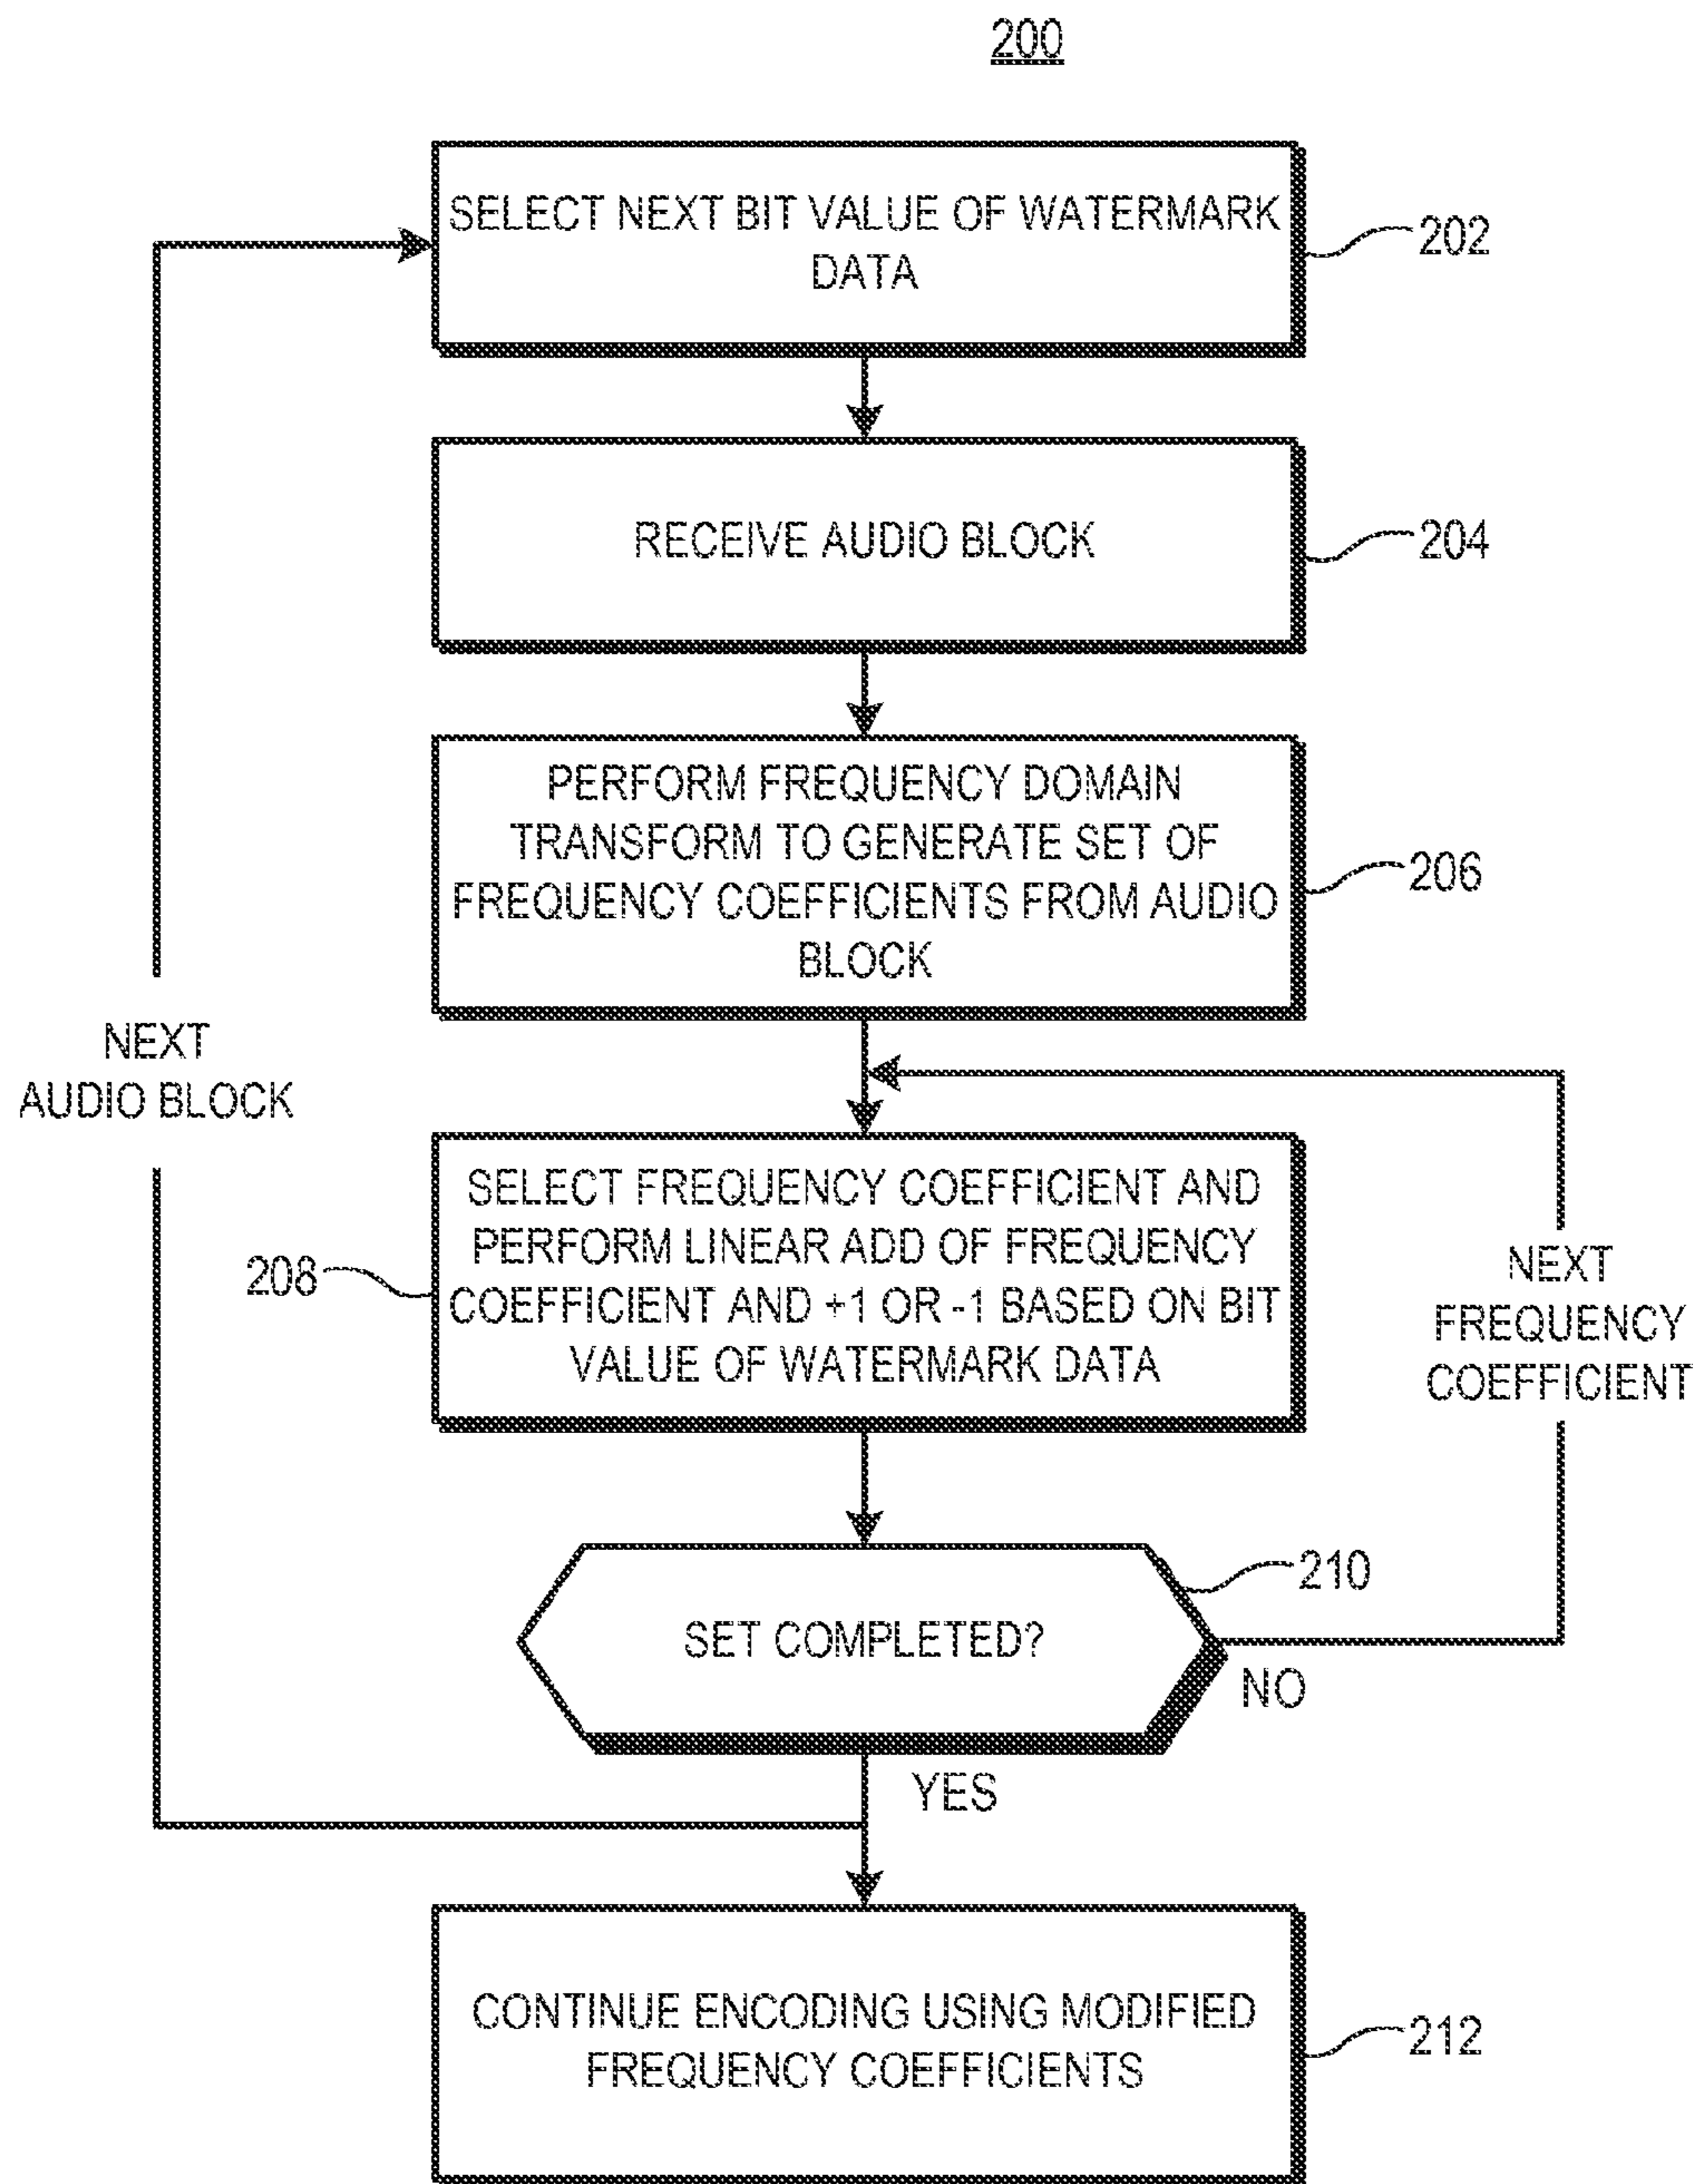 200
SELECT NEXT BIT VALUE OF WATERMARK
DATA
202
RECEIVE AUDIO BLOCK
204
PERFORM FREQUENCY DOMAIN
TRANSFORM TO GENERATE SET OF
FREQUENCY COEFFICIENTS FROM AUDIO
BLOCK
206
NEXT
AUDIO BLOCK
SELECT FREQUENCY COEFFICIENT AND
PERFORM LINEAR ADD OF FREQUENCY
COEFFICIENT AND +1 OR -1 BASED ON BIT
VALUE OF WATERMARK DATA
208
NEXT
FREQUENCY
COEFFICIENT
SET COMPLETED?
210
NO
YES
CONTINUE ENCODING USING MODIFIED
FREQUENCY COEFFICIENTS
212